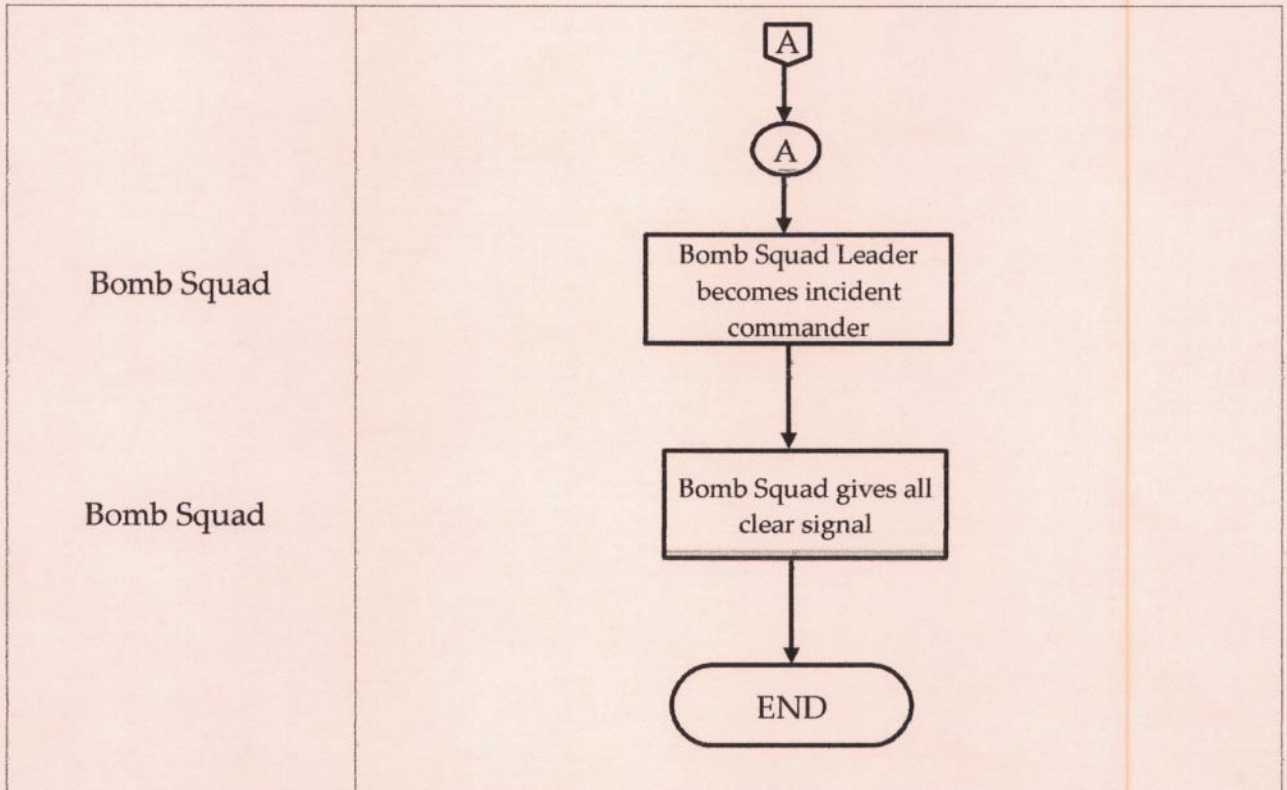 A
A
Bomb Squad
Bomb Squad Leader
becomes incident
commander
Bomb Squad
Bomb Squad gives all
clear signal
END